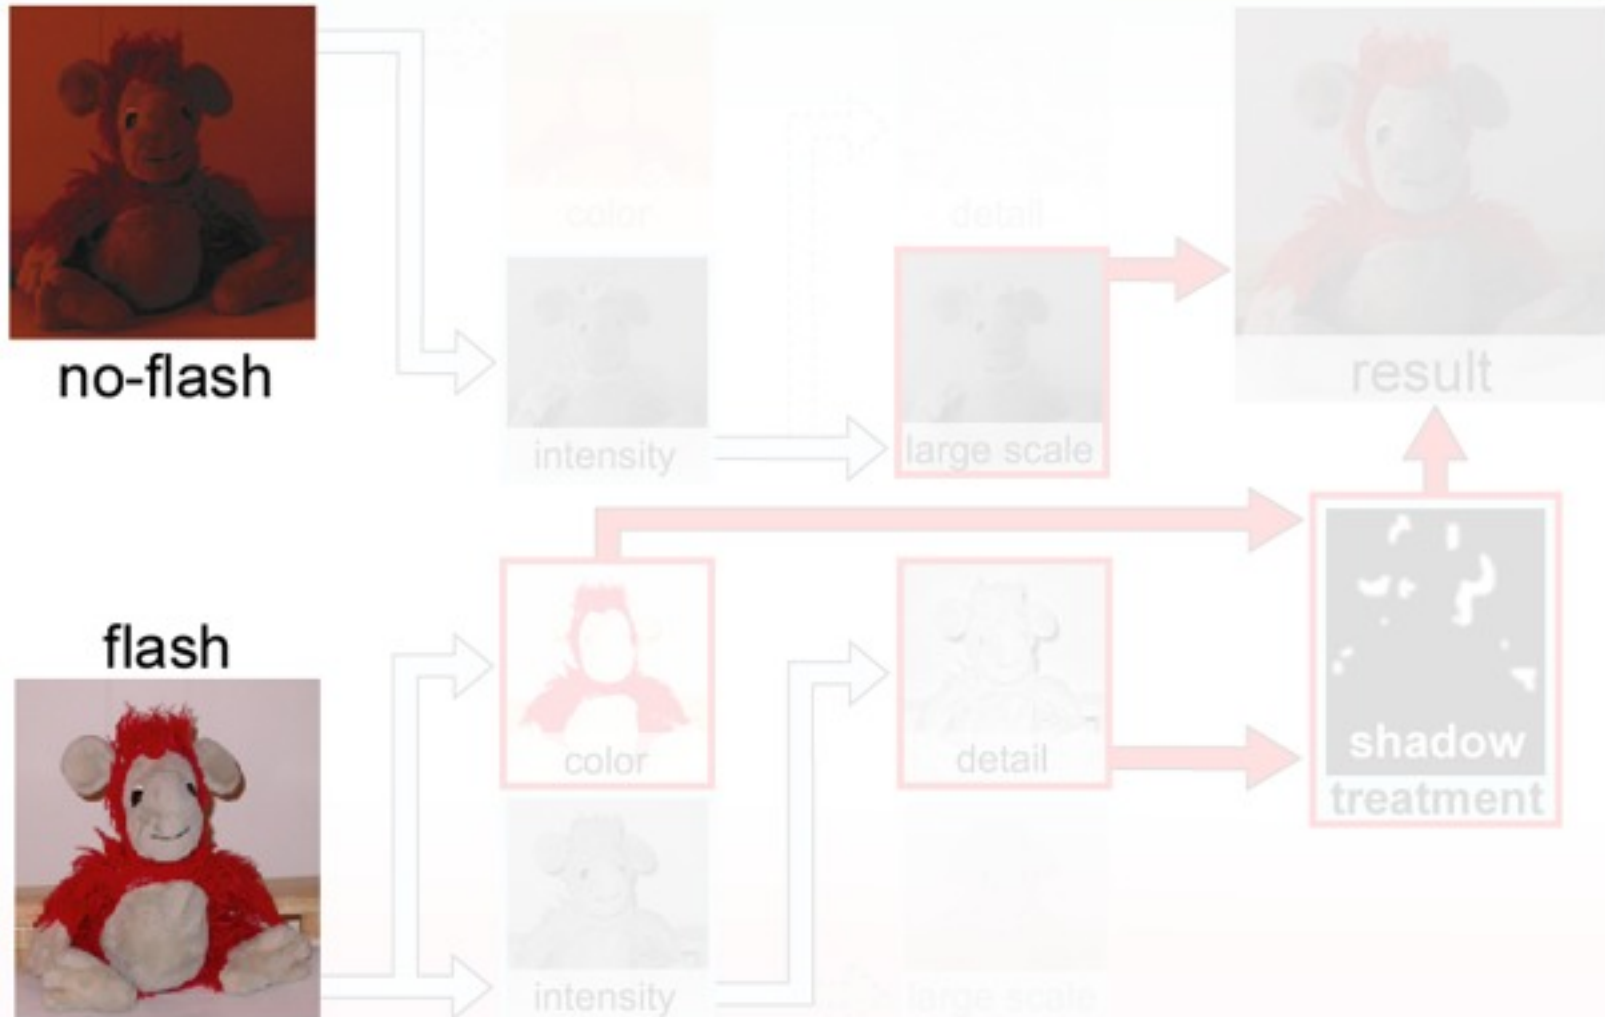 color
detail
no-flash
result
intensity
large scale
flash
color
detail
shadow
treatment
intensity
large scale